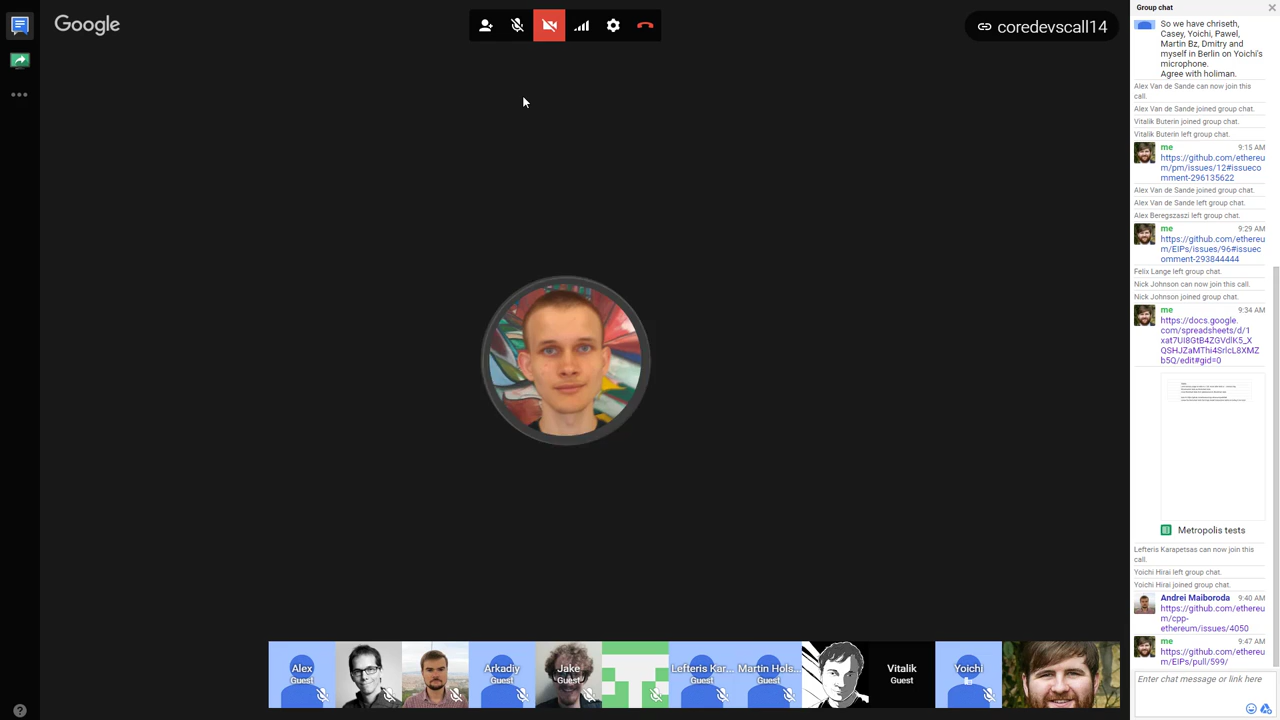 Google
coredevscall14
Group chat
So we have chriseth,
Casey, Yoichi, Pawel,
Martin Bz, Dmitry and
myself in Berlin on Yoichi's
microphone.
Agree with holiman.
Alex Van de Sande can now join this
call.
Alex Van de Sande joined group chat.
Vitalik Buterin joined group chat.
Vitalik Buterin left group chat.
me 9:15 AM
https://github.com/ethereu
m/pm/issues/12#issueco
mment-296135622
Alex Van de Sande joined group chat.
Alex Van de Sande left group chat.
Alex Beregszaszi left group chat.
me 9:29 AM
https://github.com/ethereu
m/EIPs/issues/96#issuec
omment-293844444
Felix Lange left group chat.
Nick Johnson can now join this call.
Nick Johnson joined group chat.
me 9:34 AM
https://docs.google.
com/spreadsheets/d/1
xat7UI8GtB4ZGVdlK5_X
QSHJZaMThi4SrlcL8XMZ
b5Q/edit#gid=0
Metropolis tests
Lefteris Karapetsas can now join this
call.
Yoichi Hirai left group chat.
Yoichi Hirai joined group chat.
Andrei Maiboroda 9:40 AM
https://github.com/ethereu
m/cpp-
ethereum/issues/4050
me 9:47 AM
https://github.com/ethereu
m/EIPs/pull/599/
Enter chat message or link here
Alex
Guest
Arkadiy
Guest
Jake
Guest
Lefteris Kar...
Guest
Martin Hols...
Guest
Vitalik
Guest
Yoichi
Guest